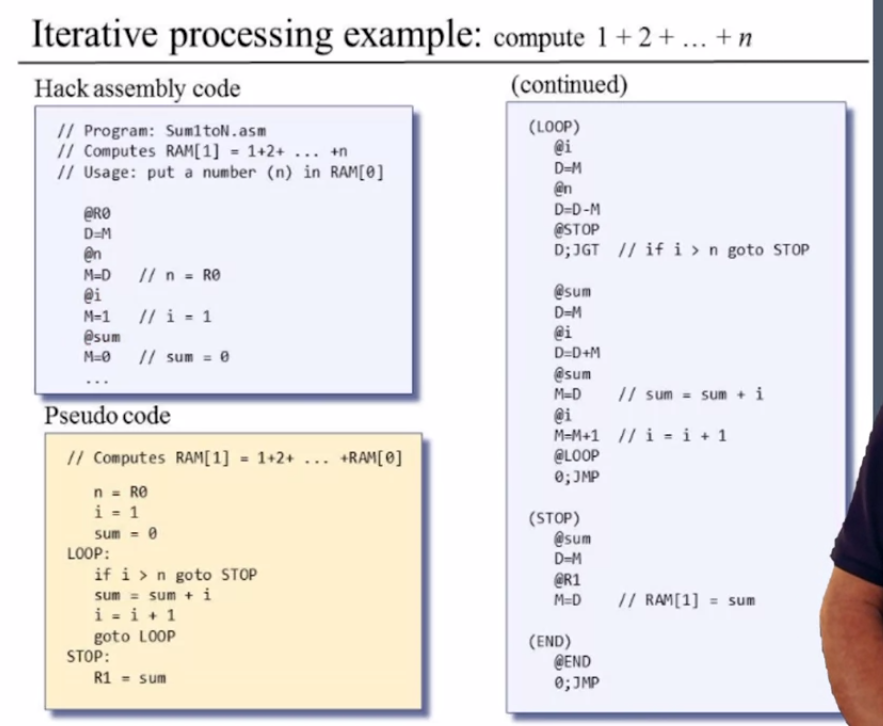 Iterative processing example: compute 1 + 2 + ... + n
Hack assembly code
// Program: Sum1toN.asm
// Computes RAM[1] = 1+2+ ... +n
// Usage: put a number (n) in RAM[0]
@R0
D=M
@n
M=D // n = R0
@i
M=1 // i = 1
@sum
M=0 // sum = 0
...
Pseudo code
// Computes RAM[1] = 1+2+ ... +RAM[0]
n = R0
i = 1
sum = 0
LOOP:
if i > n goto STOP
sum = sum + i
i = i + 1
goto LOOP
STOP:
R1 = sum
(continued)
(LOOP)
@i
D=M
@n
D=D-M
@STOP
D;JGT // if i > n goto STOP
@sum
D=M
@i
D=D+M
@sum
M=D // sum = sum + i
@i
M=M+1 // i = i + 1
@LOOP
0;JMP
(STOP)
@sum
D=M
@R1
M=D // RAM[1] = sum
(END)
@END
0;JMP